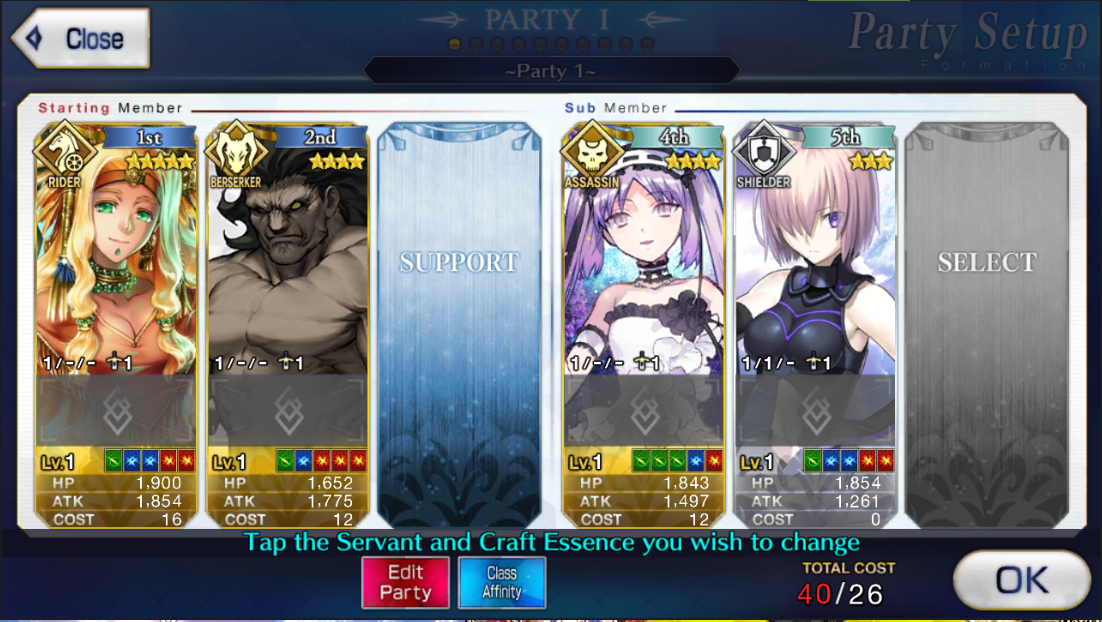 Close
PARTY 1
Party Setup
Formation
~Party 1~
Starting Member
Sub Member
1st
RIDER
2nd
BERSERKER
SUPPORT
4th
ASSASSIN
5th
SHIELDER
SELECT
1/-/- 1
1/-/- 1
1/-/- 1
1/1/- 1
Lv.1
HP 1,900
ATK 1,854
COST 16
Lv.1
HP 1,652
ATK 1,775
COST 12
Lv.1
HP 1,843
ATK 1,497
COST 12
Lv.1
HP 1,854
ATK 1,261
COST 0
Tap the Servant and Craft Essence you wish to change
Edit
Party
Class
Affinity
TOTAL COST
40/26
OK